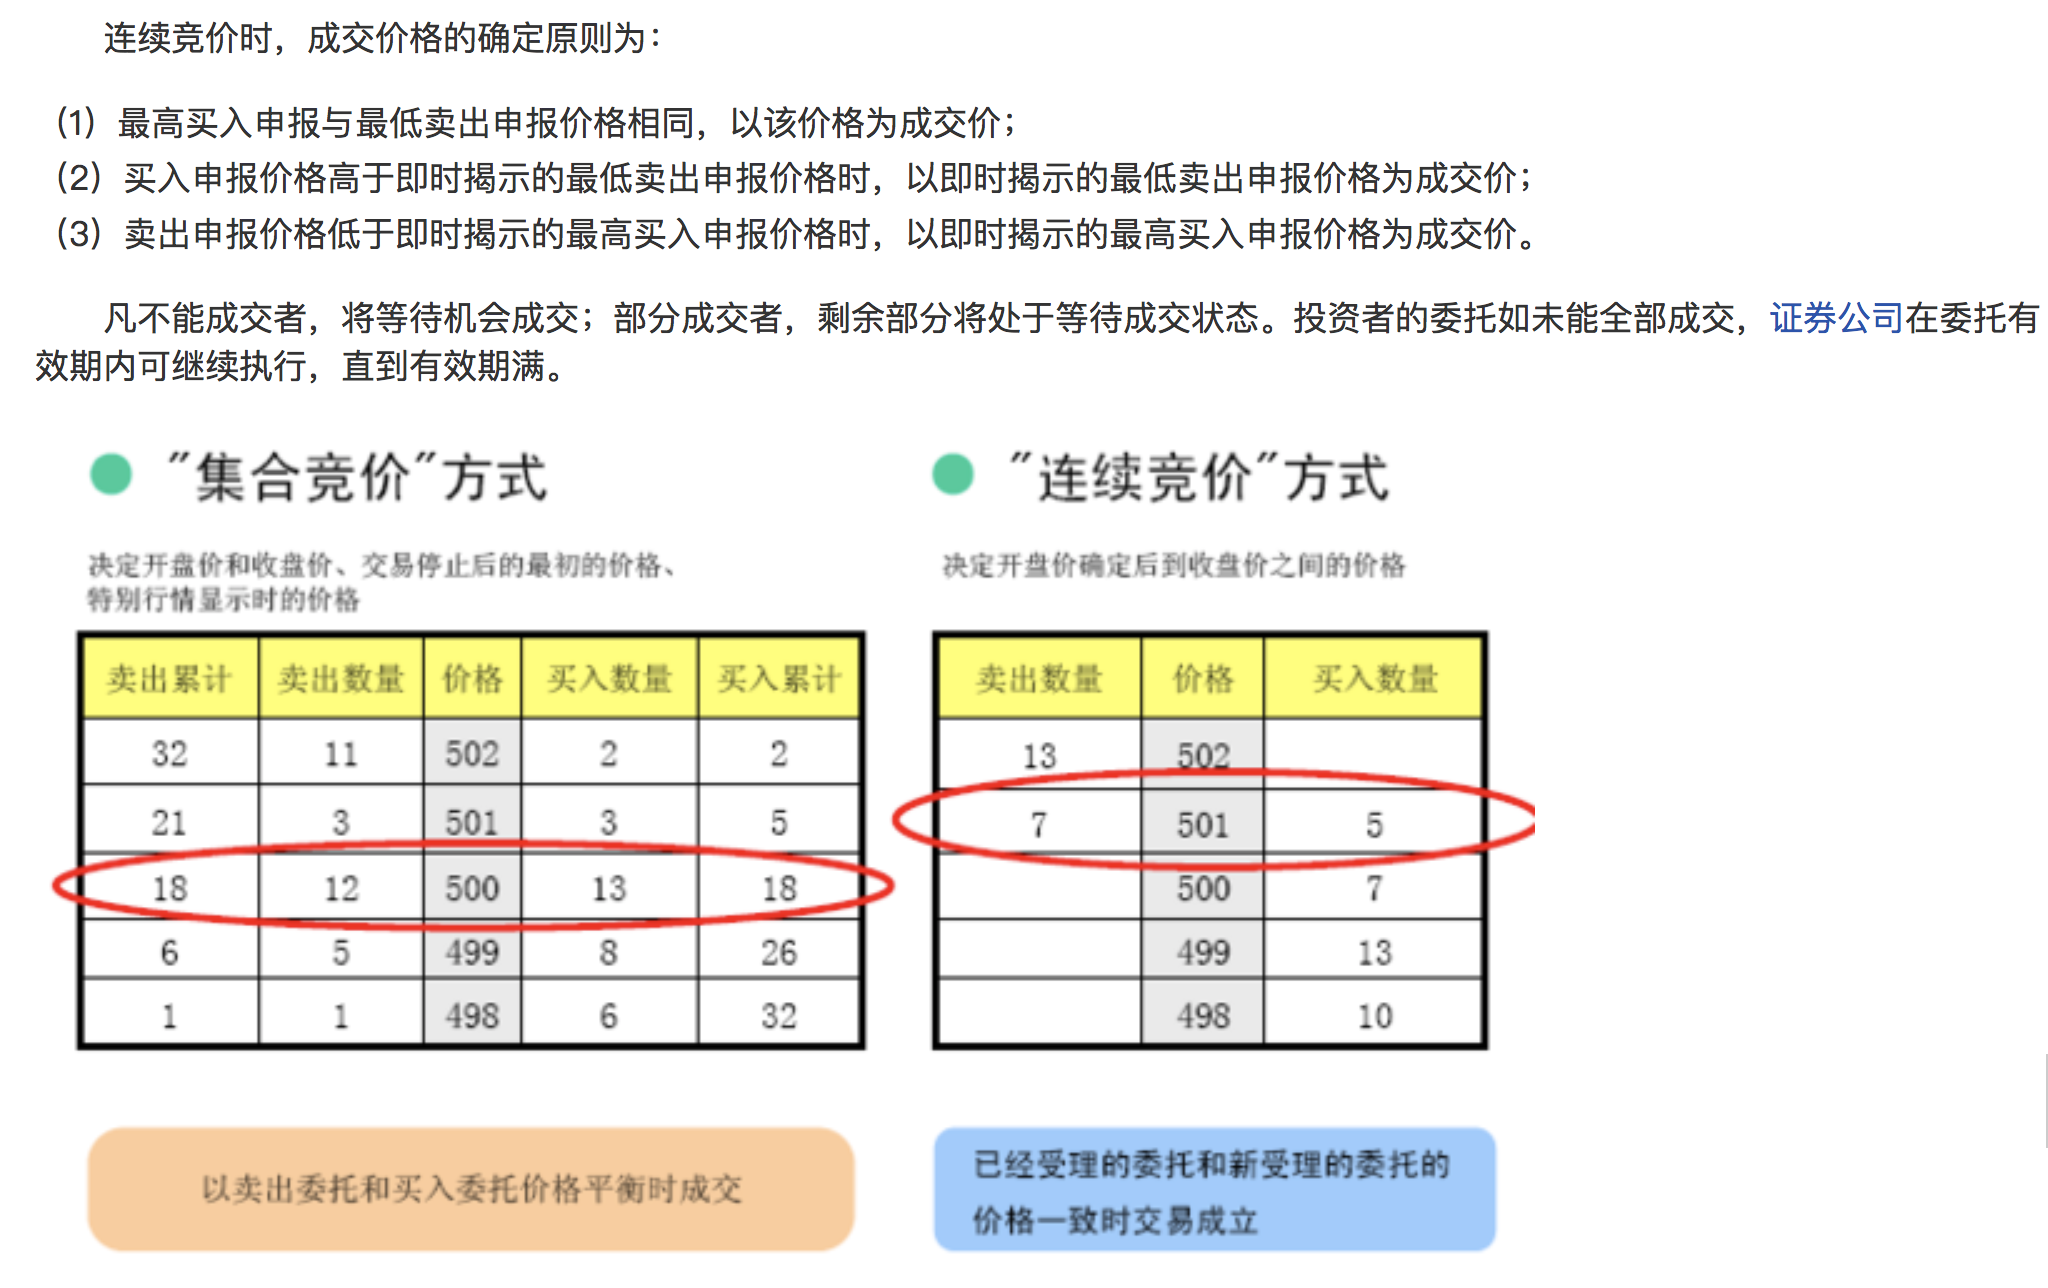 连续竞价时，成交价格的确定原则为：
（1）最高买入申报与最低卖出申报价格相同，以该价格为成交价；
（2）买入申报价格高于即时揭示的最低卖出申报价格时，以即时揭示的最低卖出申报价格为成交价；
（3）卖出申报价格低于即时揭示的最高买入申报价格时，以即时揭示的最高买入申报价格为成交价。
凡不能成交者，将等待机会成交；部分成交者，剩余部分将处于等待成交状态。投资者的委托如未能全部成交，证券公司在委托有
效期内可继续执行，直到有效期满。
"集合竞价"方式
决定开盘价和收盘价、交易停止后的最初的价格、
特别行情显示时的价格
卖出累计 卖出数量 价格 买入数量 买入累计
32 11 502 2 2
21 3 501 3 5
18 12 500 13 18
6 5 499 8 26
1 1 498 6 32
以卖出委托和买入委托价格平衡时成交
"连续竞价"方式
决定开盘价确定后到收盘价之间的价格
卖出数量 价格 买入数量
13 502
7 501 5
500 7
499 13
498 10
已经受理的委托和新受理的委托的
价格一致时交易成立